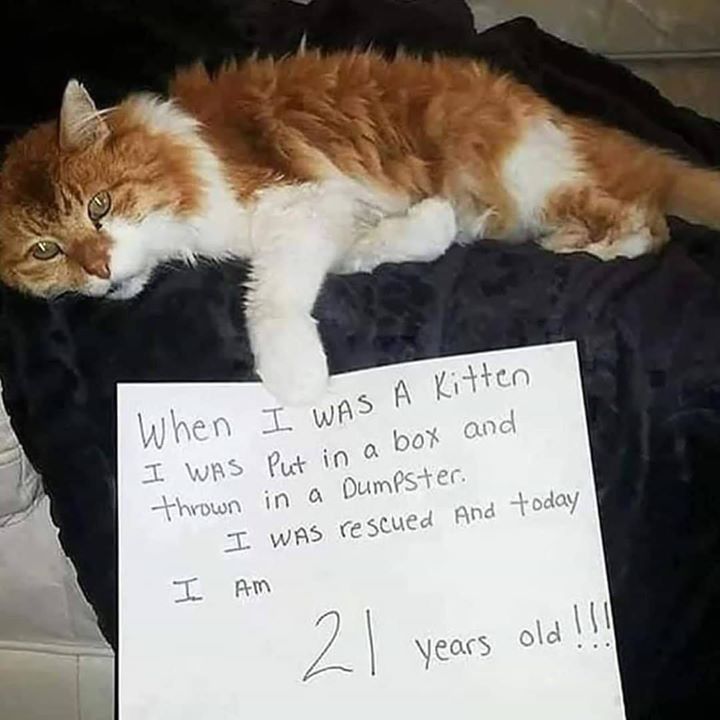 When I WAS A Kitten
I WAS Put in a box and
thrown in a DumPster.
I WAS rescued And today
I Am
21 years old!!!